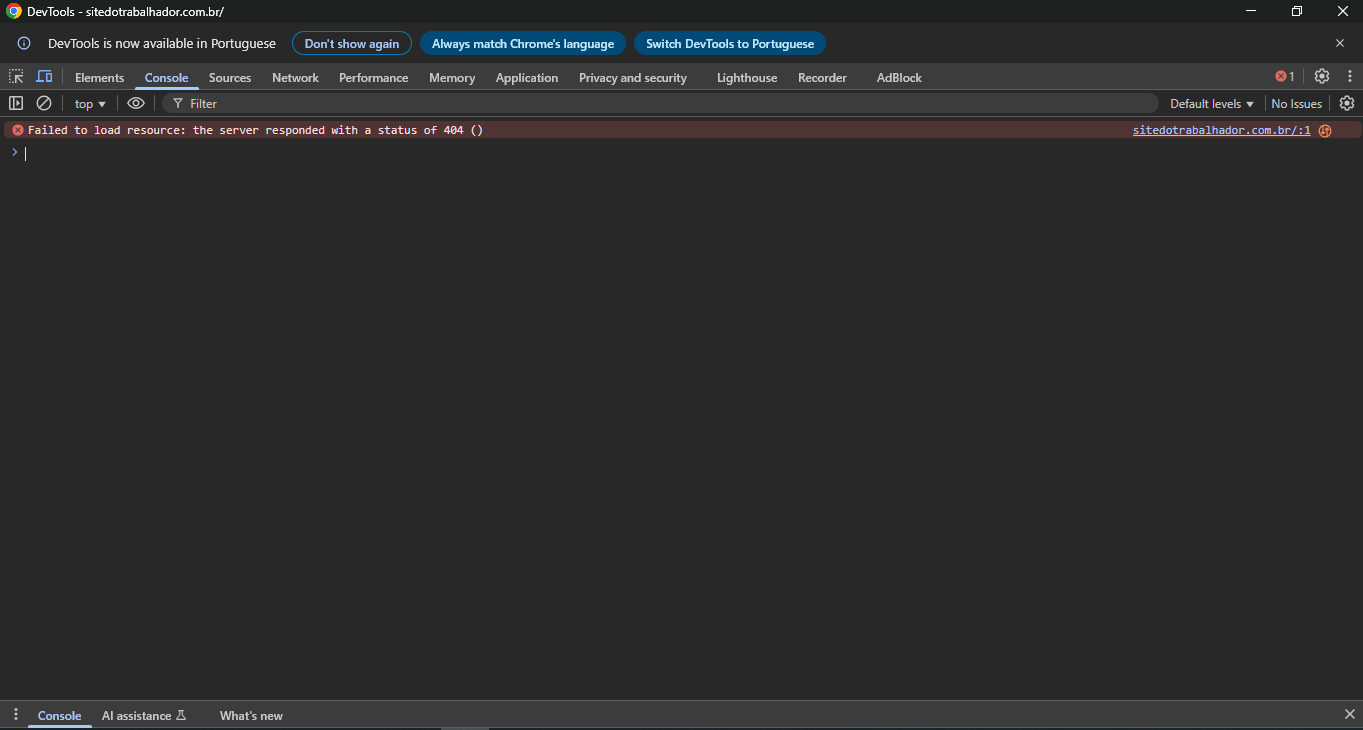 DevTools - sitedotrabalhador.com.br/
DevTools is now available in Portuguese Don't show again Always match Chrome's language Switch DevTools to Portuguese
Elements Console Sources Network Performance Memory Application Privacy and security Lighthouse Recorder AdBlock 1
top Filter Default levels No Issues
Failed to load resource: the server responded with a status of 404 () sitedotrabalhador.com.br/:1
Console AI assistance What's new